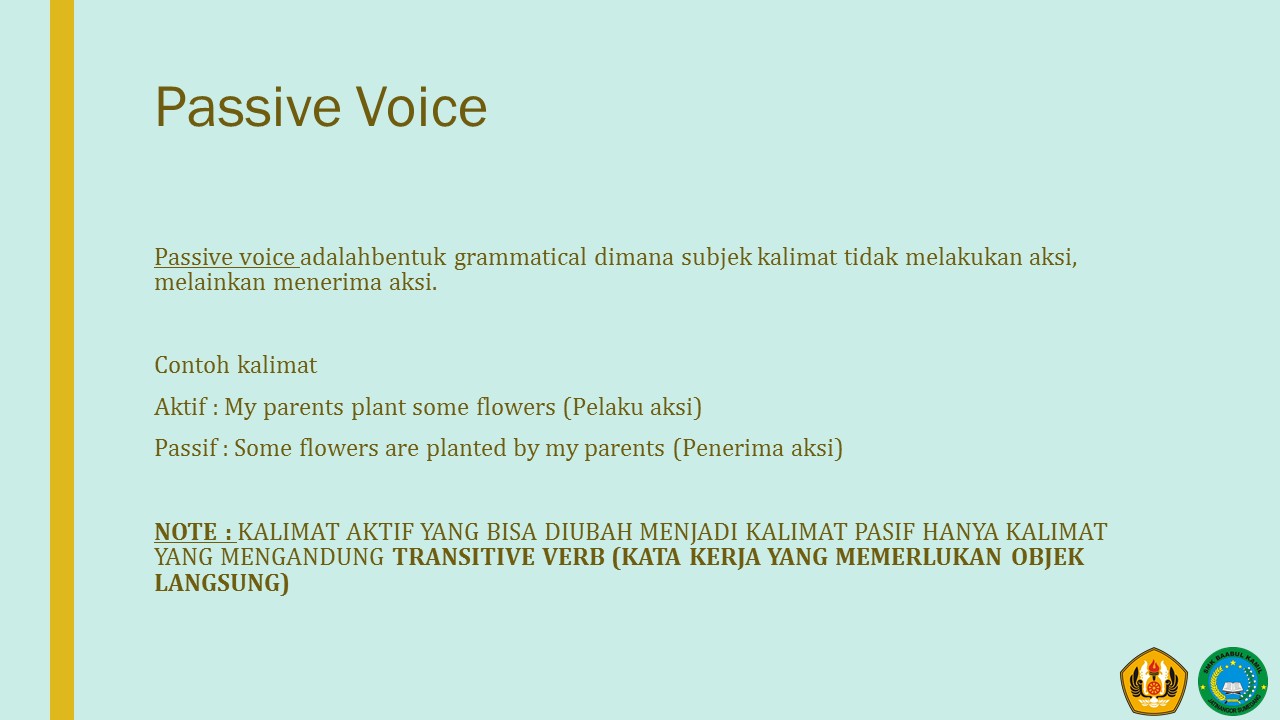 Passive Voice
Passive voice adalahbentuk grammatical dimana subjek kalimat tidak melakukan aksi,
melainkan menerima aksi.
Contoh kalimat
Aktif : My parents plant some flowers (Pelaku aksi)
Passif : Some flowers are planted by my parents (Penerima aksi)
NOTE : KALIMAT AKTIF YANG BISA DIUBAH MENJADI KALIMAT PASIF HANYA KALIMAT
YANG MENGANDUNG TRANSITIVE VERB (KATA KERJA YANG MEMERLUKAN OBJEK
LANGSUNG)
SMK BAABUL KAMIL
JATINANGOR SUMEDANG